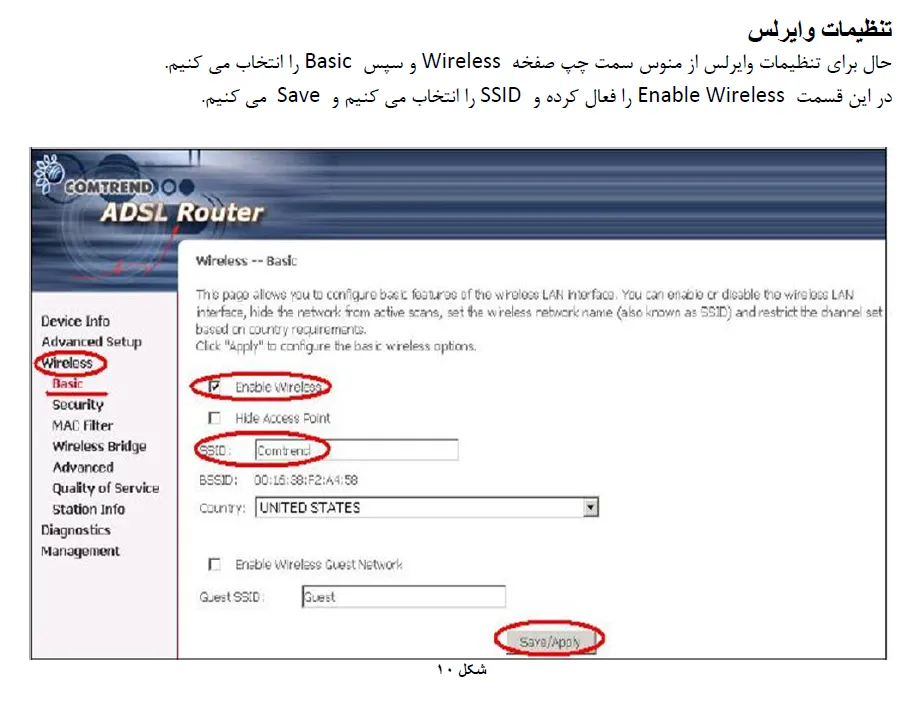 تنظیمات وایرلس
حال برای تنظیمات وایرلس از منوس سمت چپ صفخه Wireless و سپس Basic را انتخاب می کنیم.
در این قسمت Enable Wireless را فعال کرده و SSID را انتخاب می کنیم و Save می کنیم.
COMTREND
ADSL Router
Device Info
Advanced Setup
Wireless
Basic
Security
MAC Filter
Wireless Bridge
Advanced
Quality of Service
Station Info
Diagnostics
Management
Wireless -- Basic
This page allows you to configure basic features of the wireless LAN interface. You can enable or disable the wireless LAN
interface, hide the network from active scans, set the wireless network name (also known as SSID) and restrict the channel set
based on country requirements.
Click "Apply" to configure the basic wireless options.
Enable Wireless
Hide Access Point
SSID: Comtrend
BSSID: 00:16:38:F2:A4:58
Country: UNITED STATES
Enable Wireless Guest Network
Guest SSID: Guest
Save/Apply
شکل ۱۰